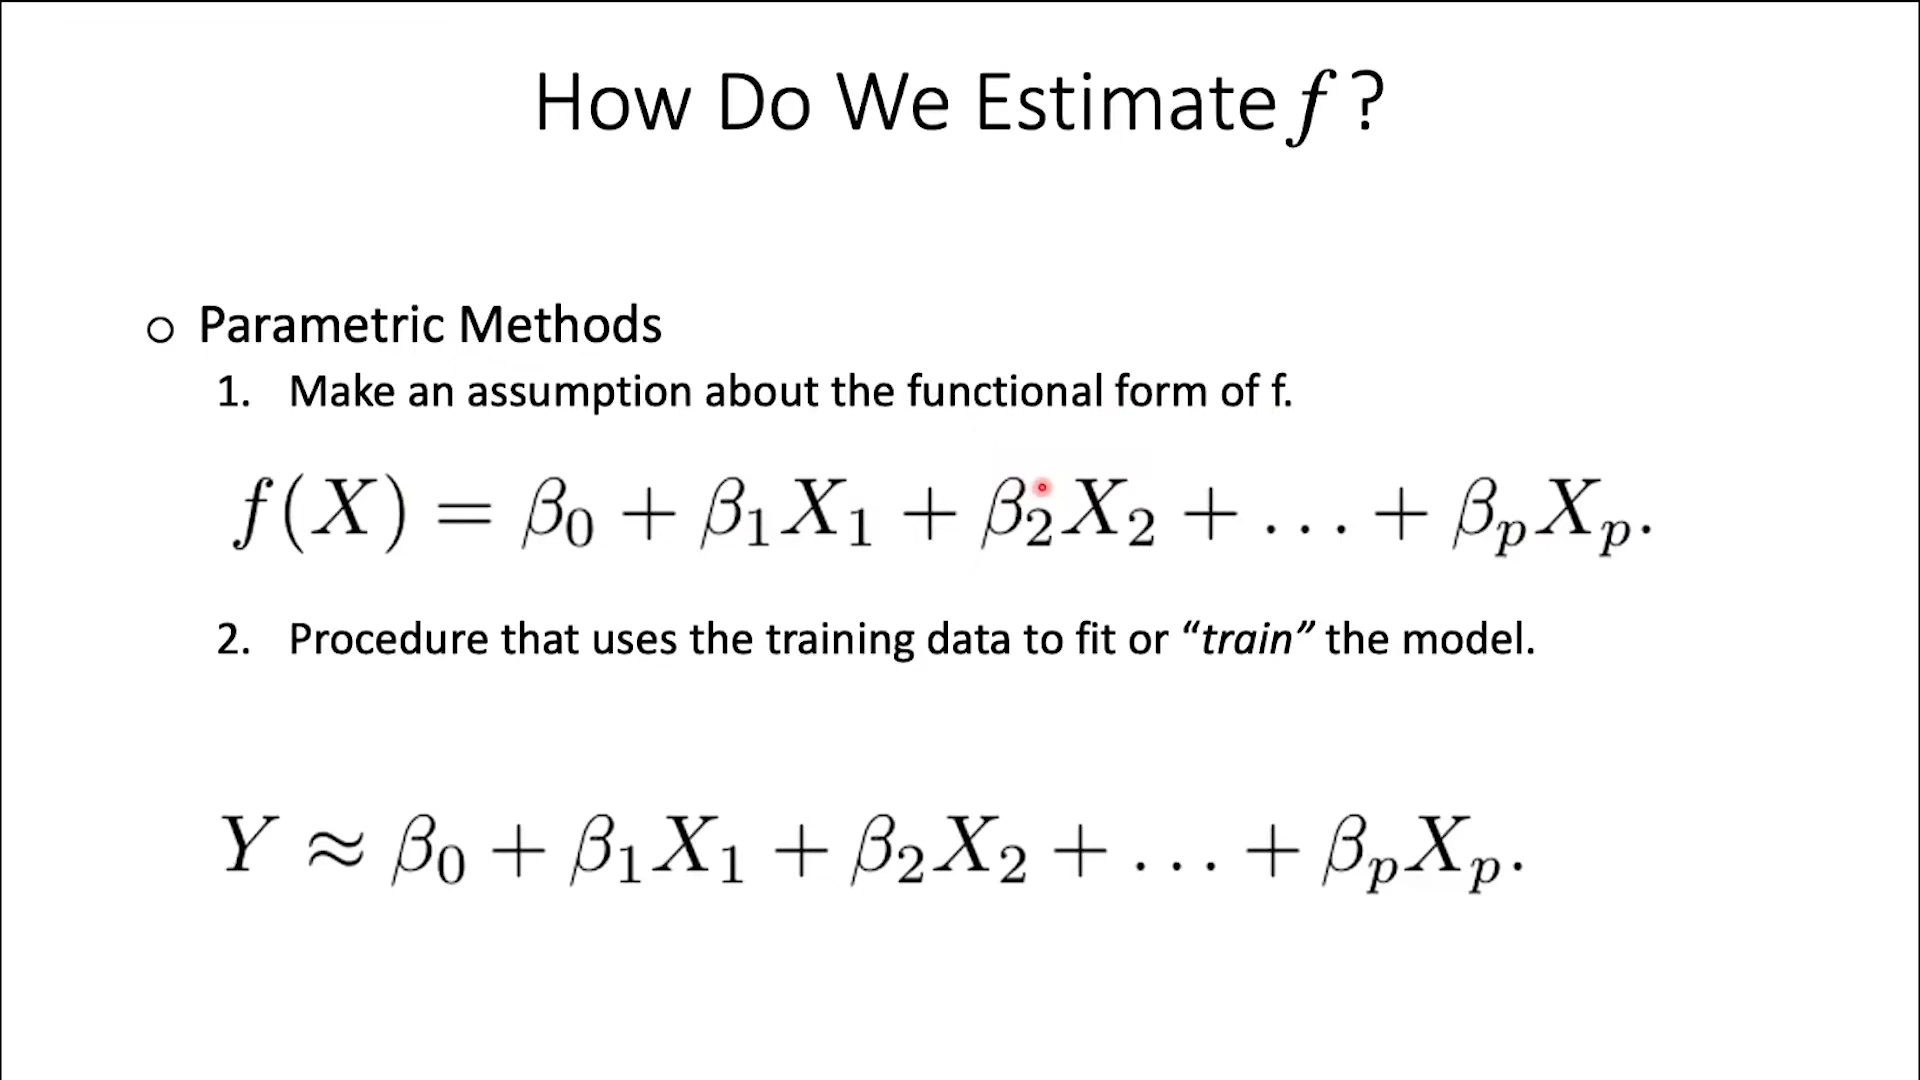 How Do We Estimate f ?
○ Parametric Methods
1. Make an assumption about the functional form of f.
f(X) = β₀ + β₁X₁ + β₂X₂ + . . . + βₚXₚ.
2. Procedure that uses the training data to fit or “train” the model.
Y ≈ β₀ + β₁X₁ + β₂X₂ + . . . + βₚXₚ.